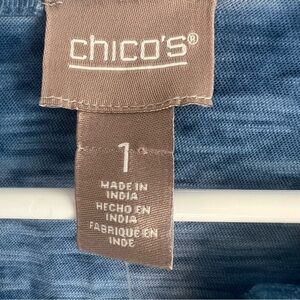 chico's®
1
MADE IN
INDIA
HECHO EN
INDIA
FABRIQUÉ EN
INDE